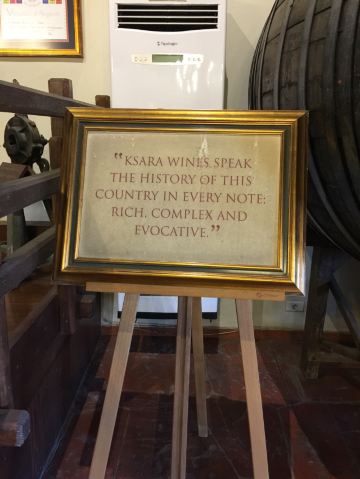 “KSARA WINES SPEAK
THE HISTORY OF THIS
COUNTRY IN EVERY NOTE;
RICH, COMPLEX AND
EVOCATIVE.”